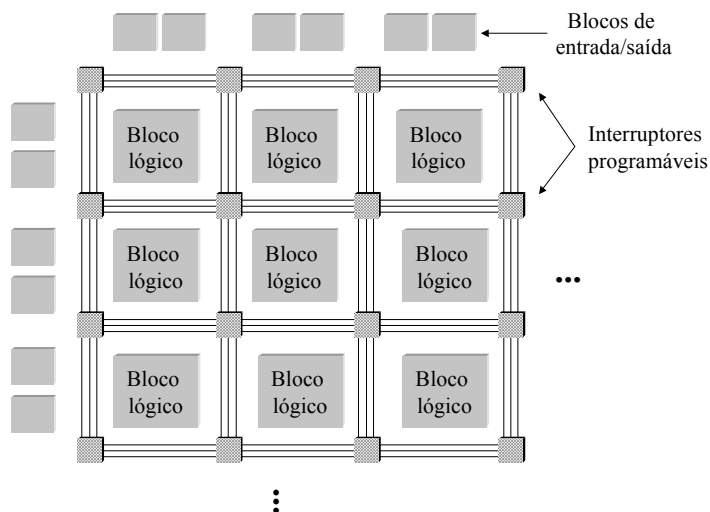 Blocos de
entrada/saída
Bloco
lógico
Bloco
lógico
Bloco
lógico
Interruptores
programáveis
Bloco
lógico
Bloco
lógico
Bloco
lógico
...
Bloco
lógico
Bloco
lógico
Bloco
lógico